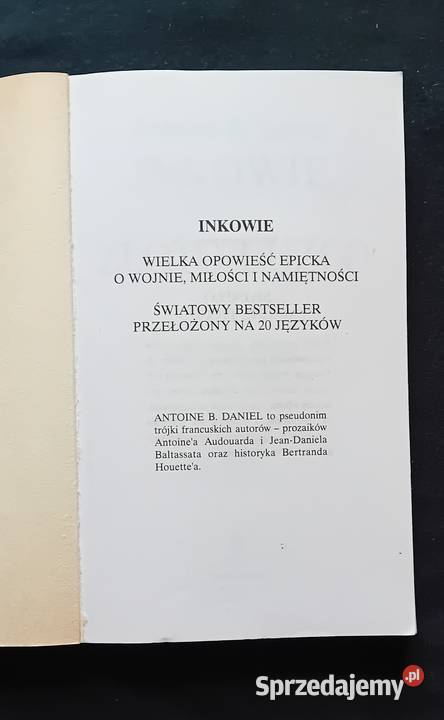 INKOWIE
WIELKA OPOWIEŚĆ EPICKA
O WOJNIE, MIŁOŚCI I NAMIĘTNOŚCI
ŚWIATOWY BESTSELLER
PRZEŁOŻONY NA 20 JĘZYKÓW
ANTOINE B. DANIEL to pseudonim
trójki francuskich autorów – prozaików
Antoine'a Audouarda i Jean-Daniela
Baltassata oraz historyka Bertranda
Houette'a.
Sprzedajemy.pl